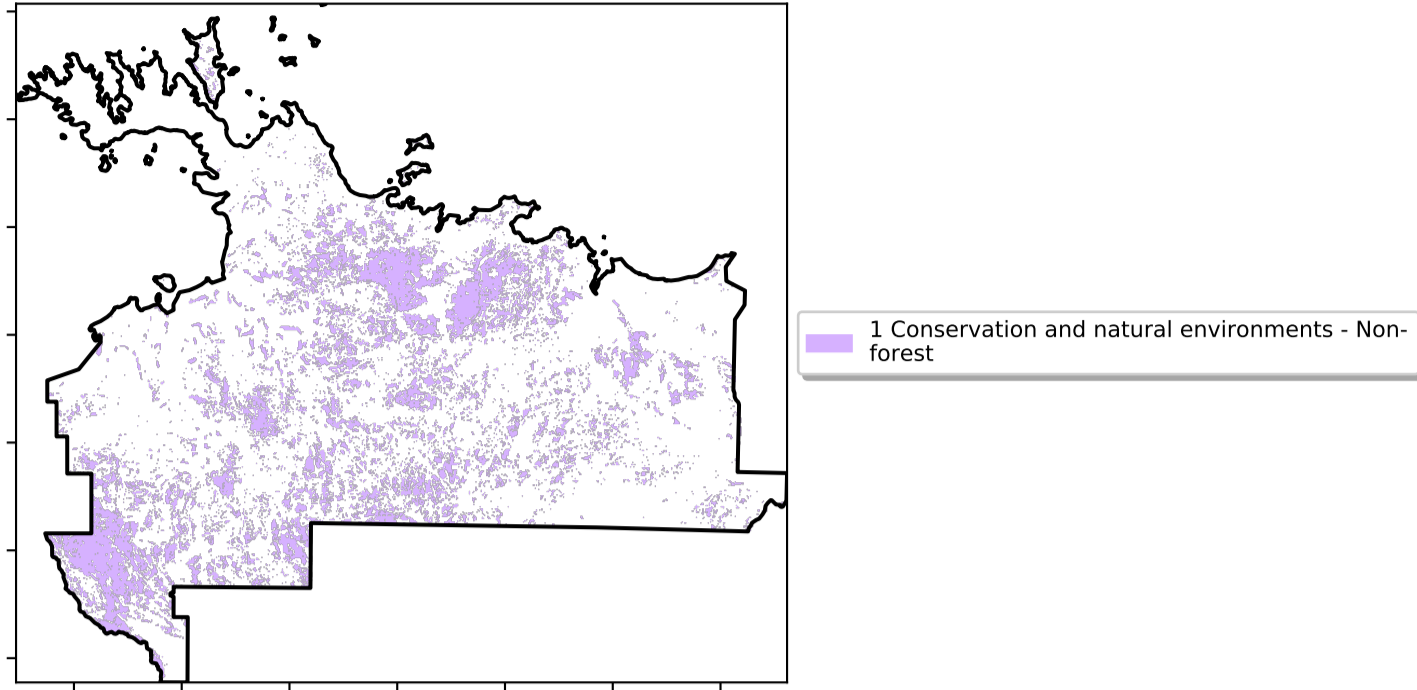 1 Conservation and natural environments - Non-
forest